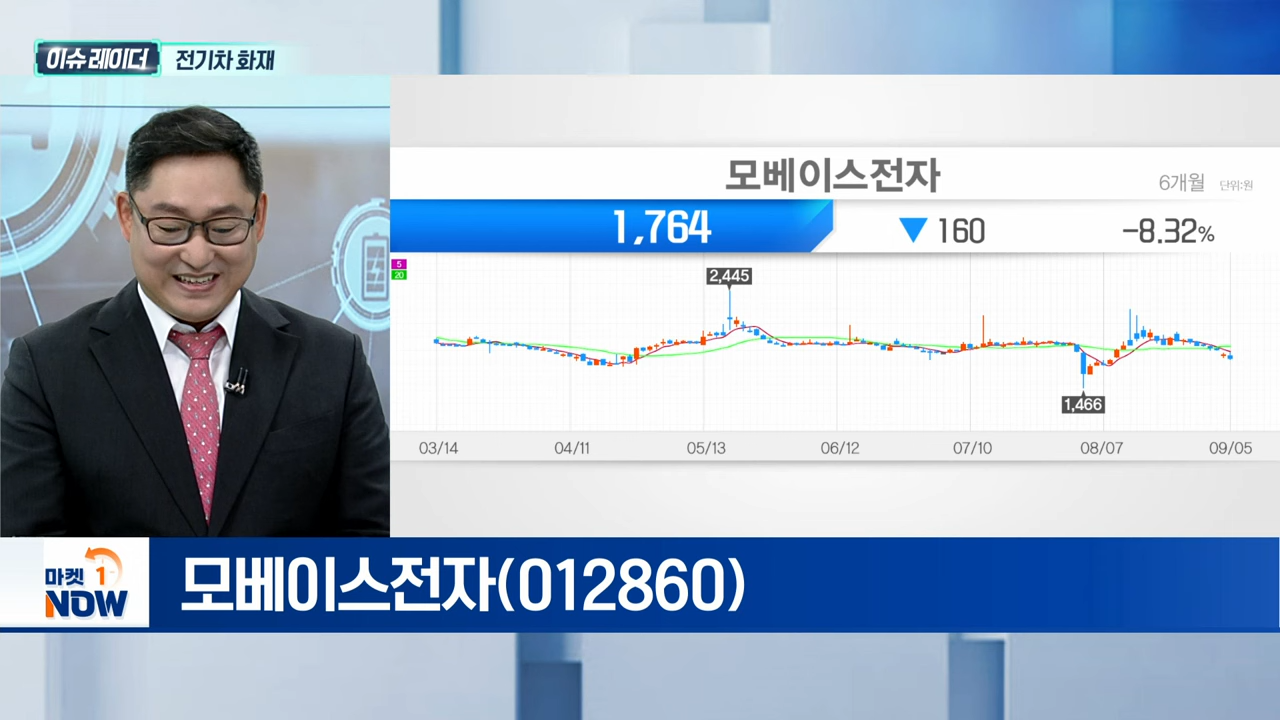 이슈 레이더 전기차 화재
모베이스전자
6개월 단위:원
1,764 ▼ 160 -8.32%
5
20
2,445
1,466
03/14 04/11 05/13 06/12 07/10 08/07 09/05
마켓 1
NOW
모베이스전자(012860)